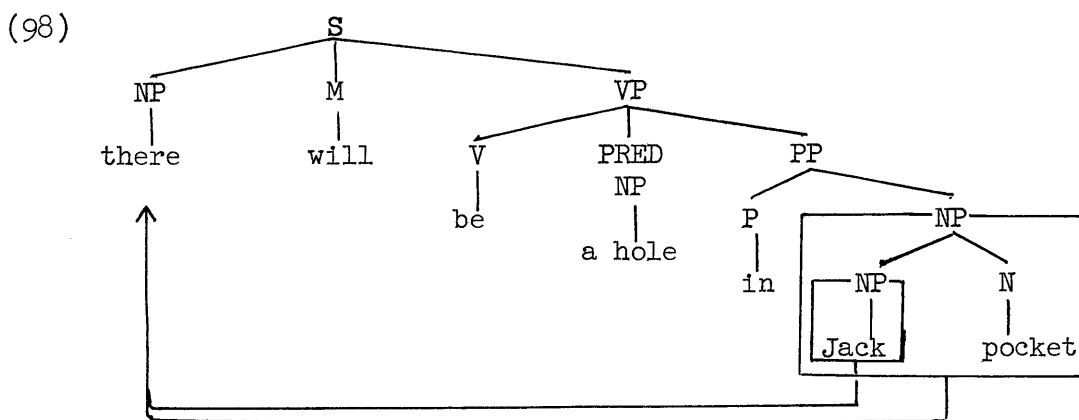 (98) S
NP M VP
there will V PRED PP
be NP P NP
a hole in NP N
Jack pocket